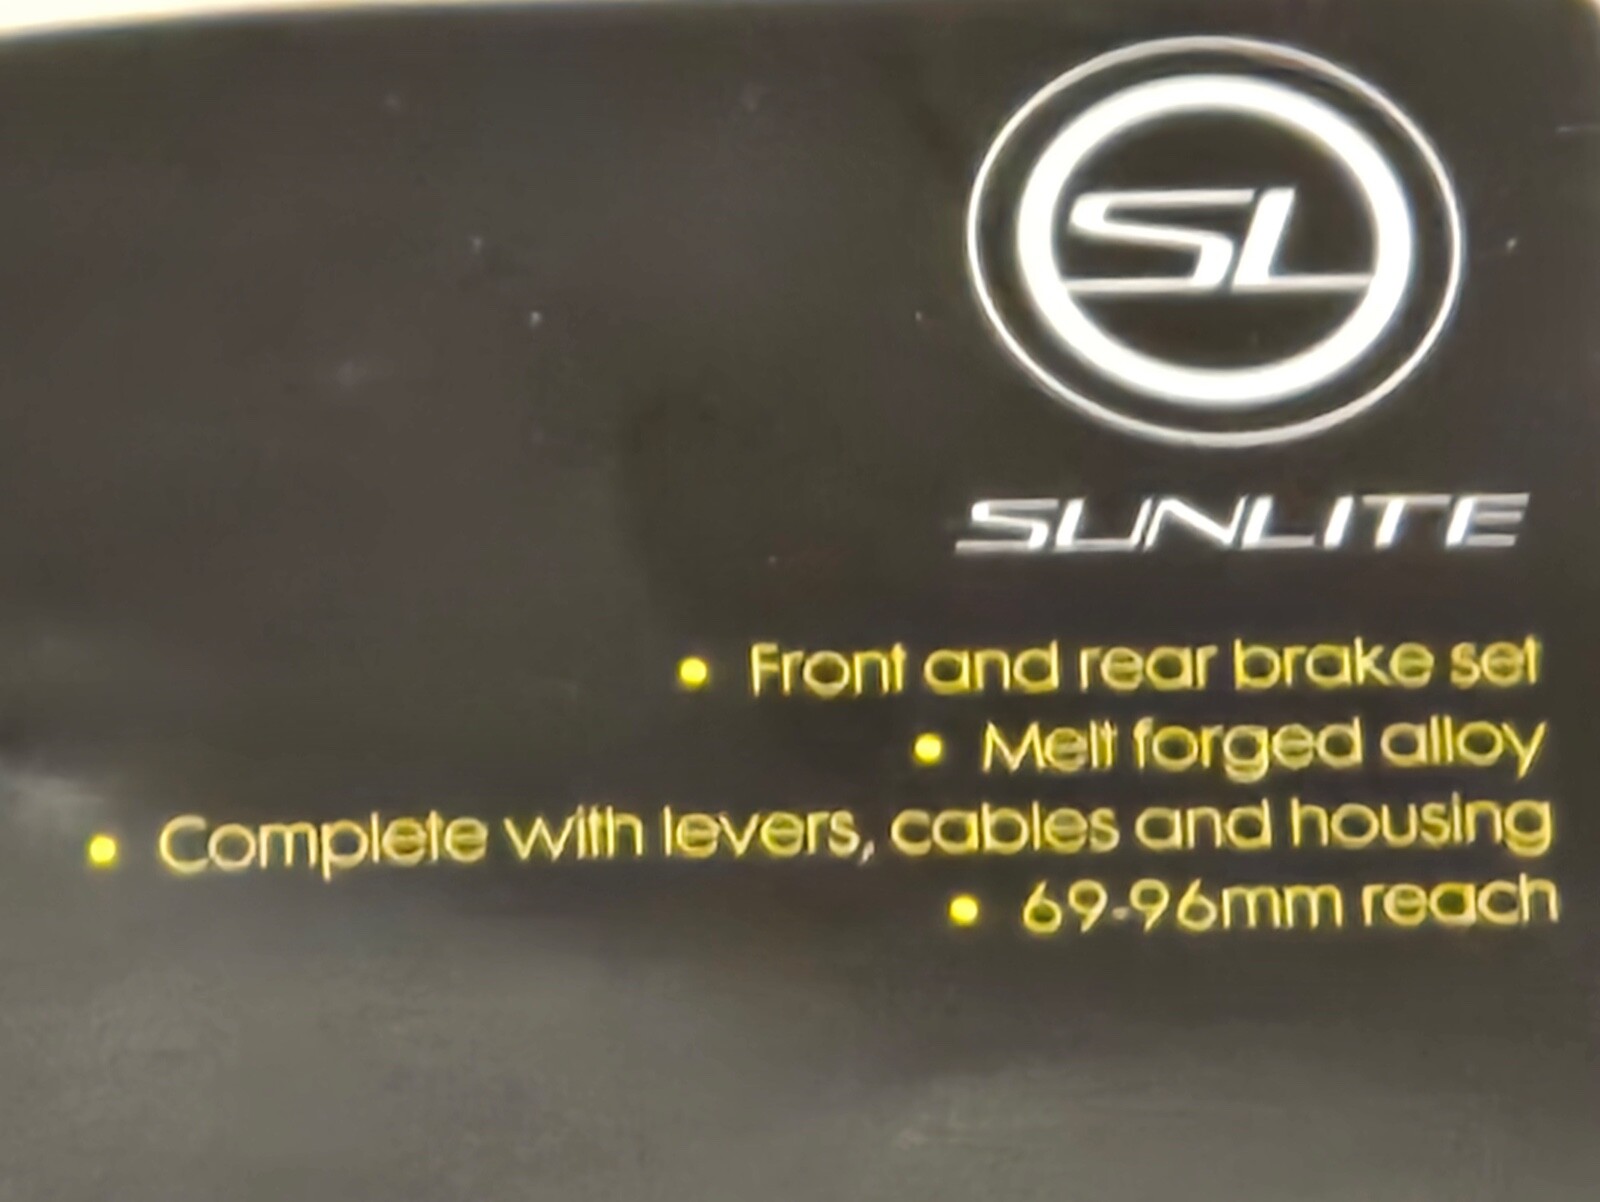 SL
SUNLITE
• Front and rear brake set
• Melt forged alloy
• Complete with levers, cables and housing
• 69-96mm reach